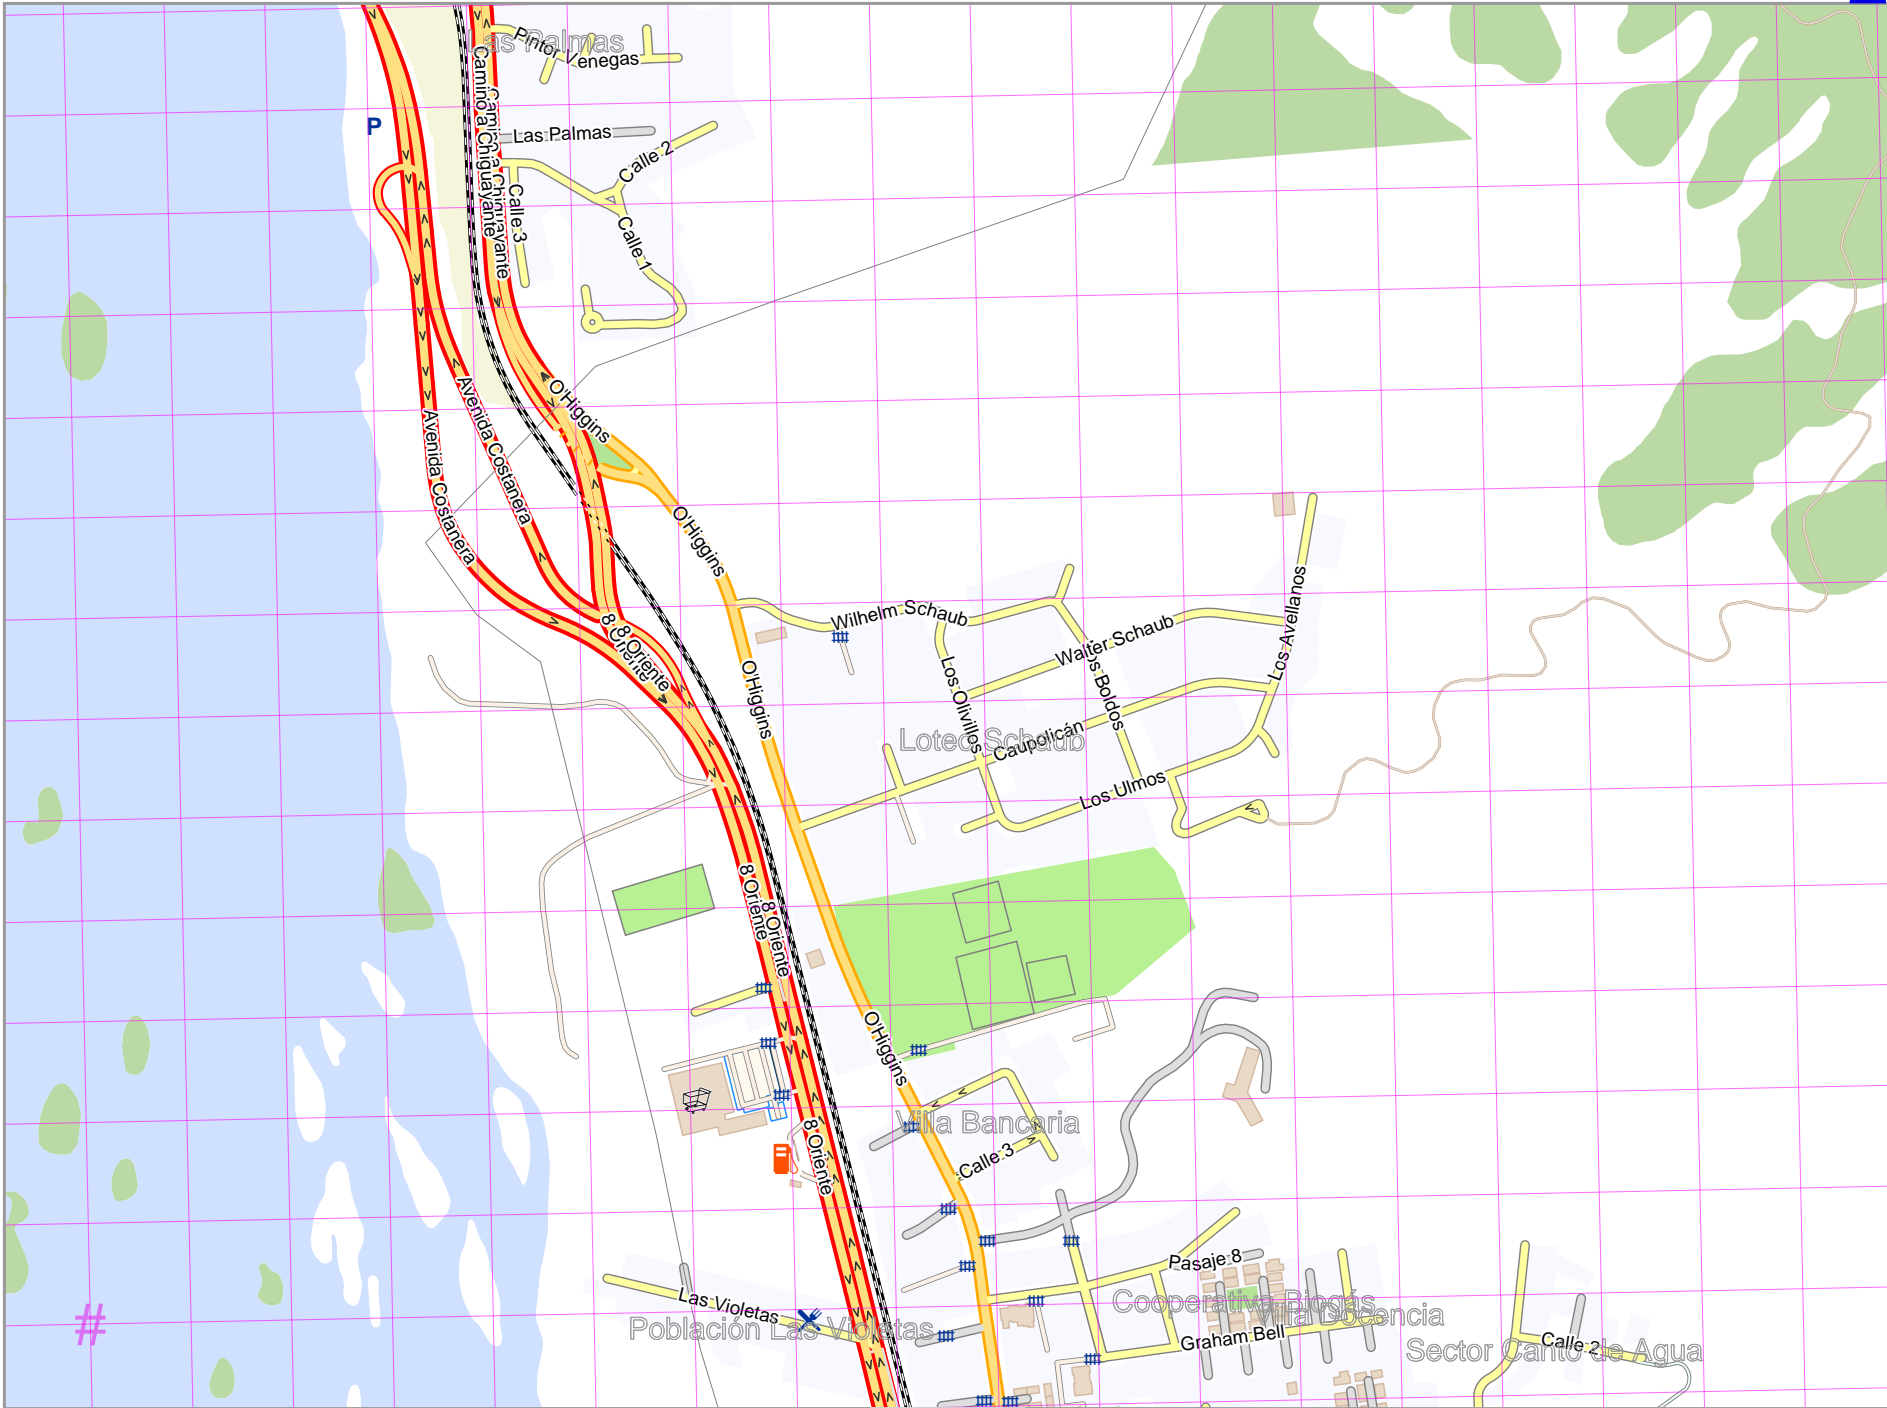 Las Palmas
Pintor Venegas
Camino a Chiguayante
Camino a Chiguayante
P
Las Palmas
Calle 2
Calle 3
Calle 1
O'Higgins
Avenida Costanera
Avenida Costanera
O'Higgins
8 Oriente
8 Oriente
Wilhelm Schaub
Walter Schaub
Los Avellanos
Los Boldos
Los Olivillos
O'Higgins
Loteo Schaub
Caupolicán
Los Ulmos
8 Oriente
8 Oriente
O'Higgins
Villa Bancaria
Calle 3
8 Oriente
Pasaje 8
Las Violetas
Población Las Violetas
Cooperativa Biogás
Villa Docencia
Graham Bell
Sector Canto de Agua
Calle 2
#